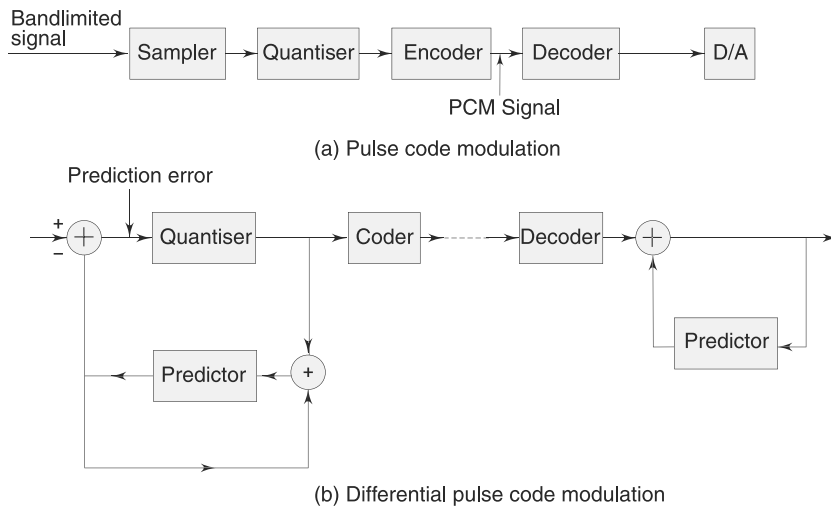 Bandlimited
signal
Sampler
Quantiser
Encoder
Decoder
D/A
PCM Signal
(a) Pulse code modulation
Prediction error
+
−
+
Quantiser
Coder
Decoder
+
Predictor
+
Predictor
(b) Differential pulse code modulation